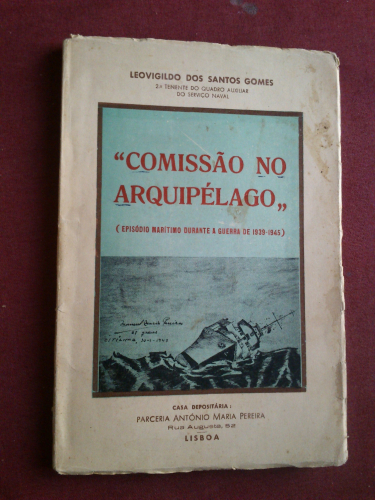 LEOVIGILDO DOS SANTOS GOMES
2º TENENTE DO QUADRO AUXILIAR
DO SERVIÇO NAVAL
“COMISSÃO NO
ARQUIPÉLAGO„
(EPISÓDIO MARÍTIMO DURANTE A GUERRA DE 1939-1945)
CASA DEPOSITÁRIA:
PARCERIA ANTÓNIO MARIA PEREIRA
Rua Augusta, 52
LISBOA